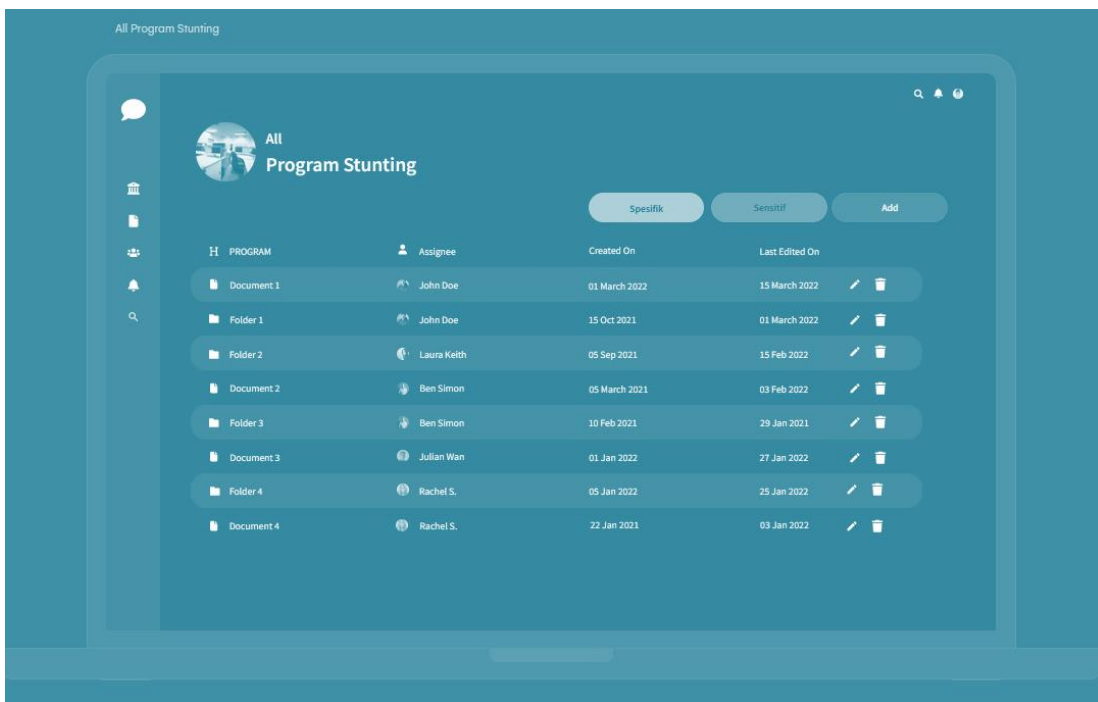 All Program Stunting
All
Program Stunting
Spesifik Sensitif Add
H PROGRAM Assignee Created On Last Edited On
Document 1 John Doe 01 March 2022 15 March 2022
Folder 1 John Doe 15 Oct 2021 01 March 2022
Folder 2 Laura Keith 05 Sep 2021 15 Feb 2022
Document 2 Ben Simon 05 March 2021 03 Feb 2022
Folder 3 Ben Simon 10 Feb 2021 29 Jan 2021
Document 3 Julian Wan 01 Jan 2022 27 Jan 2022
Folder 4 Rachel S. 05 Jan 2022 25 Jan 2022
Document 4 Rachel S. 22 Jan 2021 03 Jan 2022